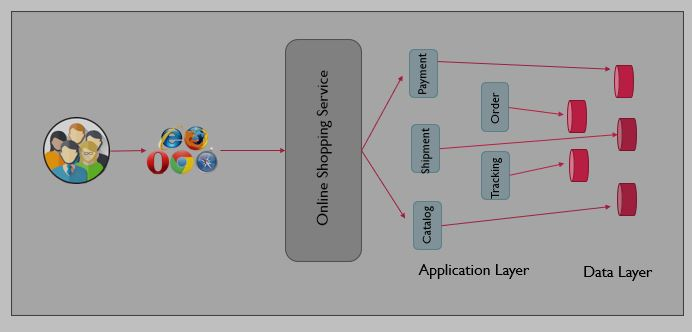 Online Shopping Service
Payment
Order
Shipment
Tracking
Catalog
Application Layer
Data Layer